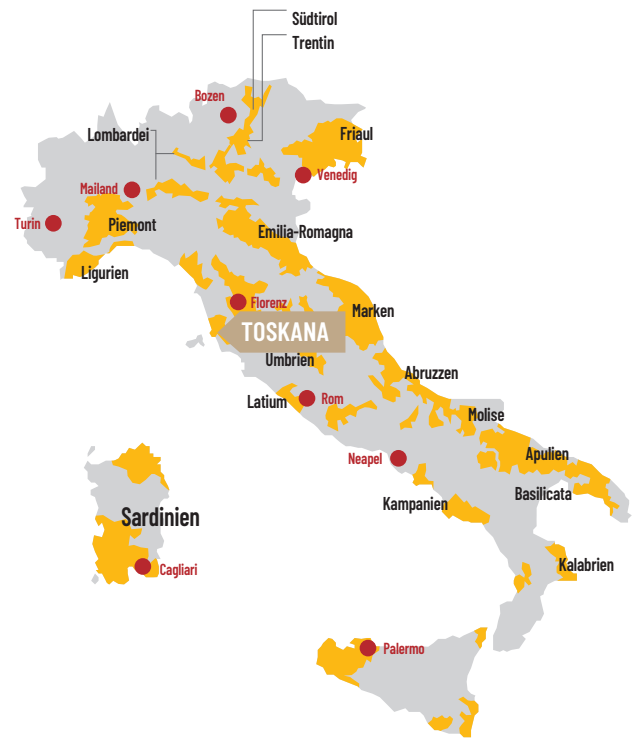 Südtirol
Trentin
Bozen
Lombardei
Friaul
Venedig
Mailand
Turin
Piemont
Emilia-Romagna
Ligurien
Florenz
Marken
TOSKANA
Umbrien
Abruzzen
Latium
Rom
Molise
Neapel
Apulien
Basilicata
Kampanien
Sardinien
Kalabrien
Cagliari
Palermo